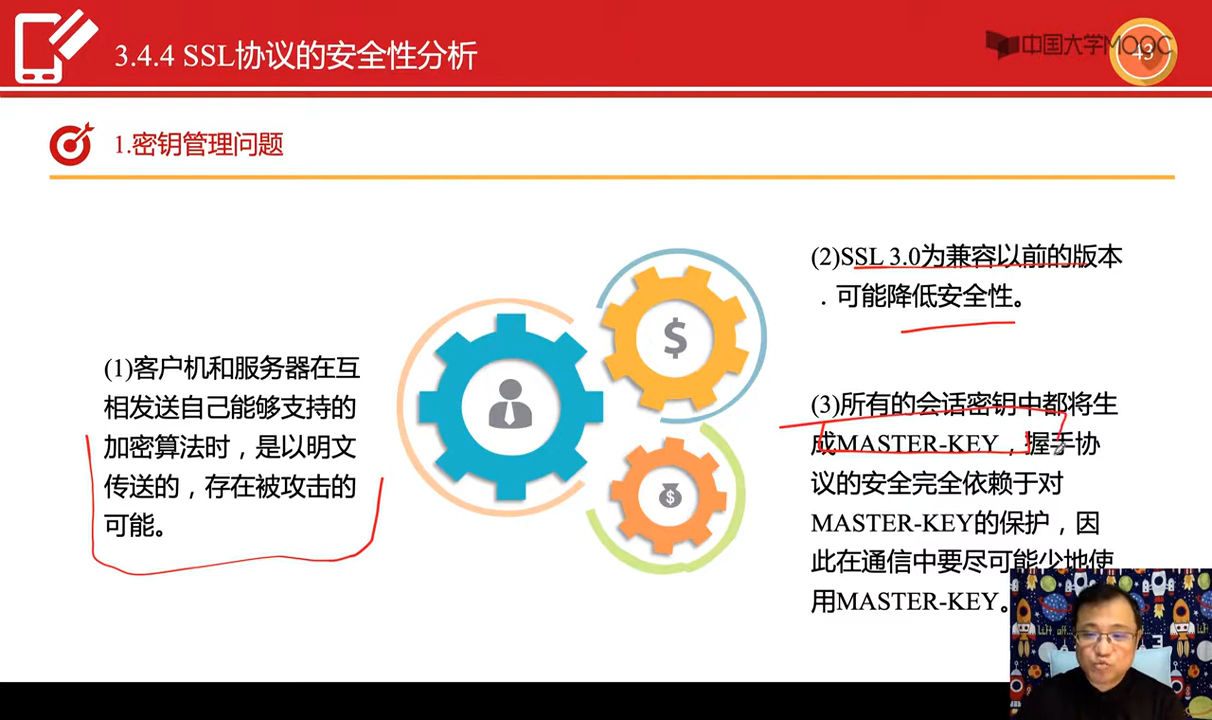 3.4.4 SSL协议的安全性分析
中国大学MOOC
43
1.密钥管理问题
(1)客户机和服务器在互
相发送自己能够支持的
加密算法时，是以明文
传送的，存在被攻击的
可能。
(2)SSL 3.0为兼容以前的版本
．可能降低安全性。
(3)所有的会话密钥中都将生
成MASTER-KEY，握手协
议的安全完全依赖于对
MASTER-KEY的保护，因
此在通信中要尽可能少地使
用MASTER-KEY。
$
$